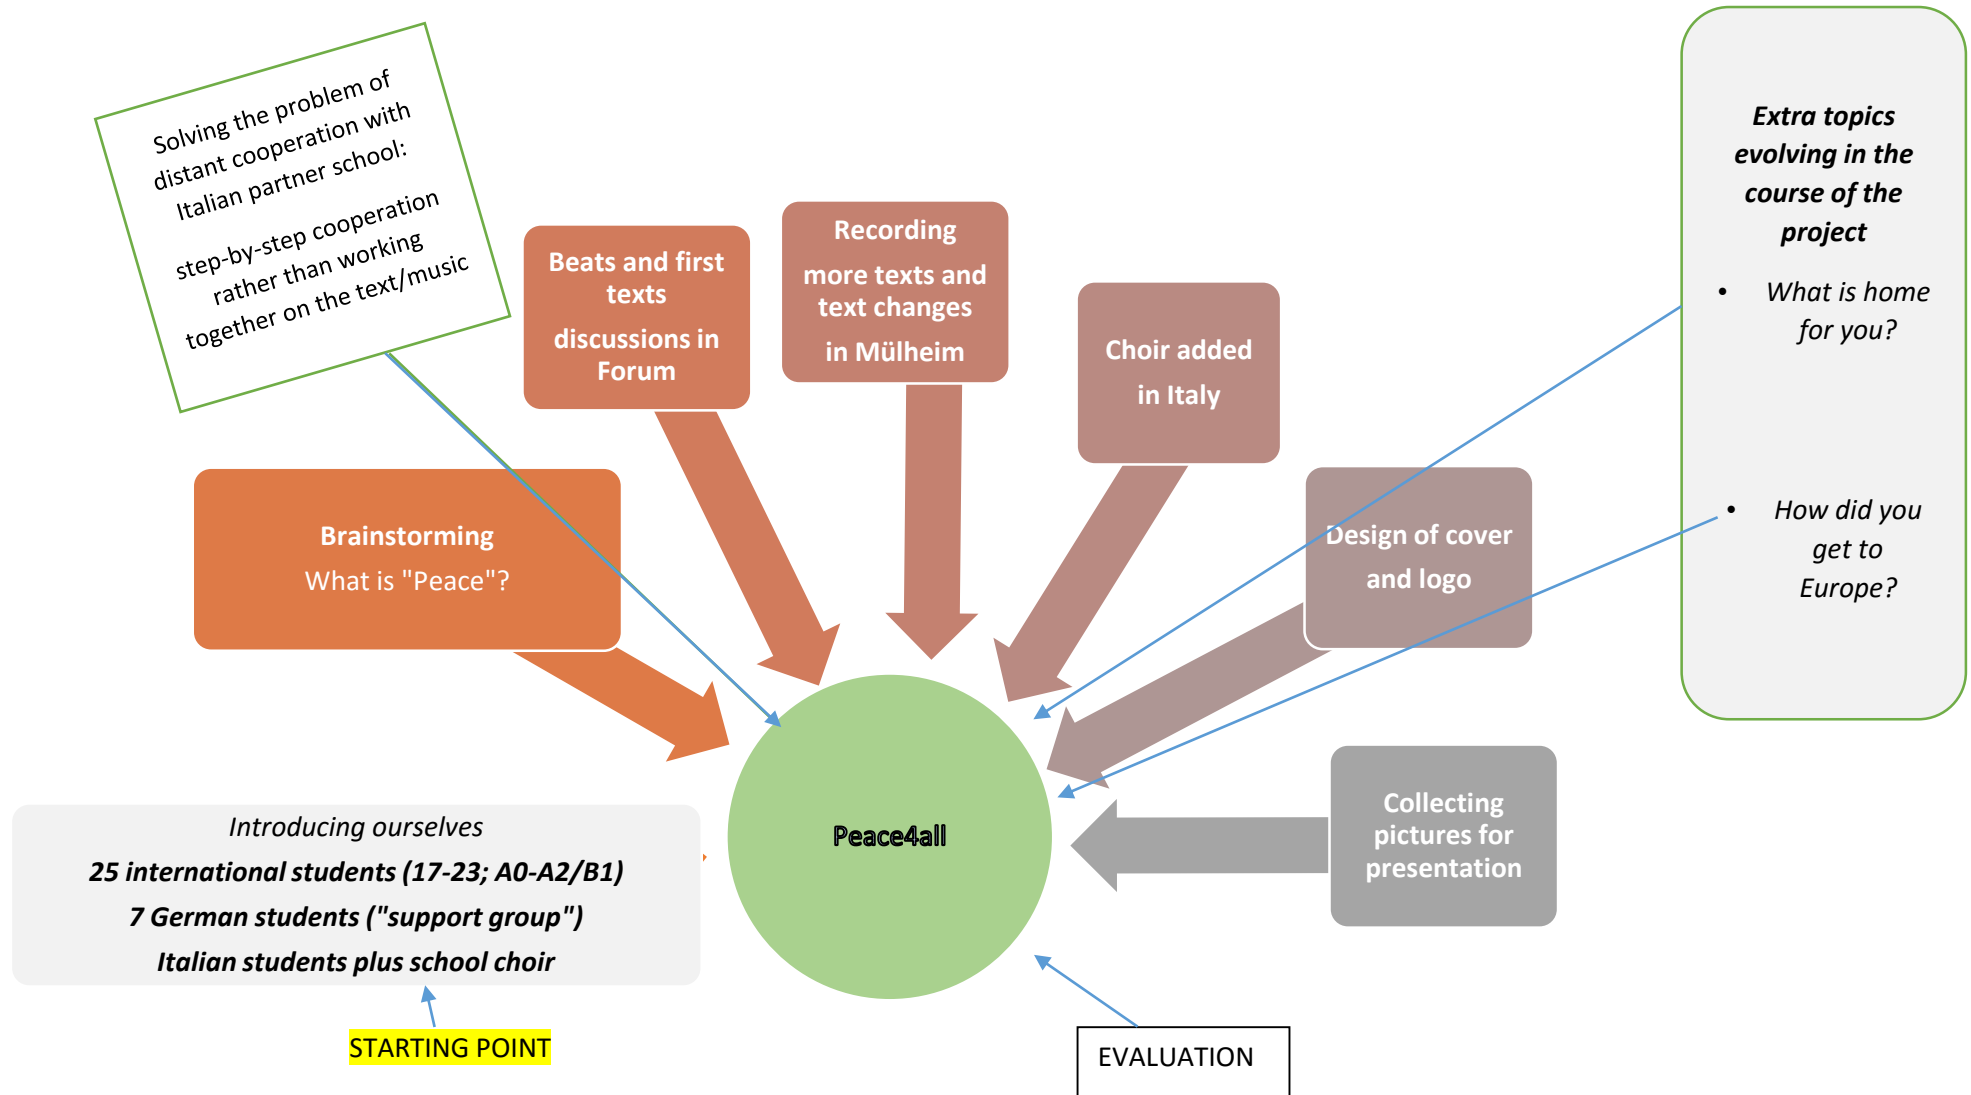 Solving the problem of
distant cooperation with
Italian partner school:
step-by-step cooperation
rather than working
together on the text/music
Beats and first
texts
discussions in
Forum
Recording
more texts and
text changes
in Mülheim
Choir added
in Italy
Design of cover
and logo
Collecting
pictures for
presentation
Brainstorming
What is "Peace"?
Extra topics
evolving in the
course of the
project
• What is home
for you?
• How did you
get to
Europe?
Introducing ourselves
25 international students (17-23; A0-A2/B1)
7 German students ("support group")
Italian students plus school choir
Peace4all
STARTING POINT
EVALUATION